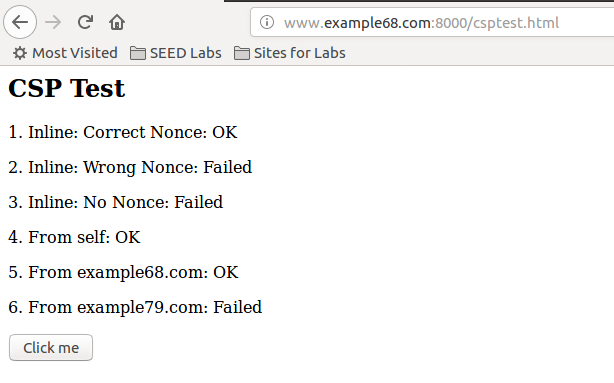 www.example68.com:8000/csptest.html
Most Visited SEED Labs Sites for Labs
CSP Test
1. Inline: Correct Nonce: OK
2. Inline: Wrong Nonce: Failed
3. Inline: No Nonce: Failed
4. From self: OK
5. From example68.com: OK
6. From example79.com: Failed
Click me